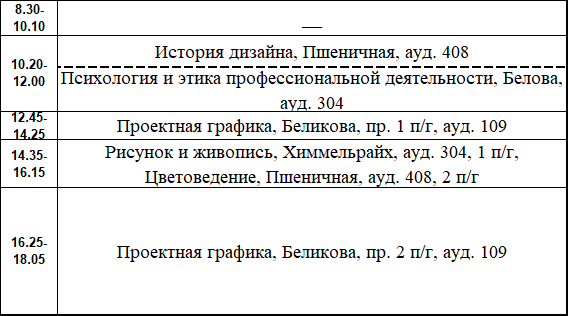 8.30-
10.10
—
10.20-
12.00
История дизайна, Пшеничная, ауд. 408
Психология и этика профессиональной деятельности, Белова,
ауд. 304
12.45-
14.25
Проектная графика, Беликова, пр. 1 п/г, ауд. 109
14.35-
16.15
Рисунок и живопись, Химмельрайх, ауд. 304, 1 п/г,
Цветоведение, Пшеничная, ауд. 408, 2 п/г
16.25-
18.05
Проектная графика, Беликова, пр. 2 п/г, ауд. 109